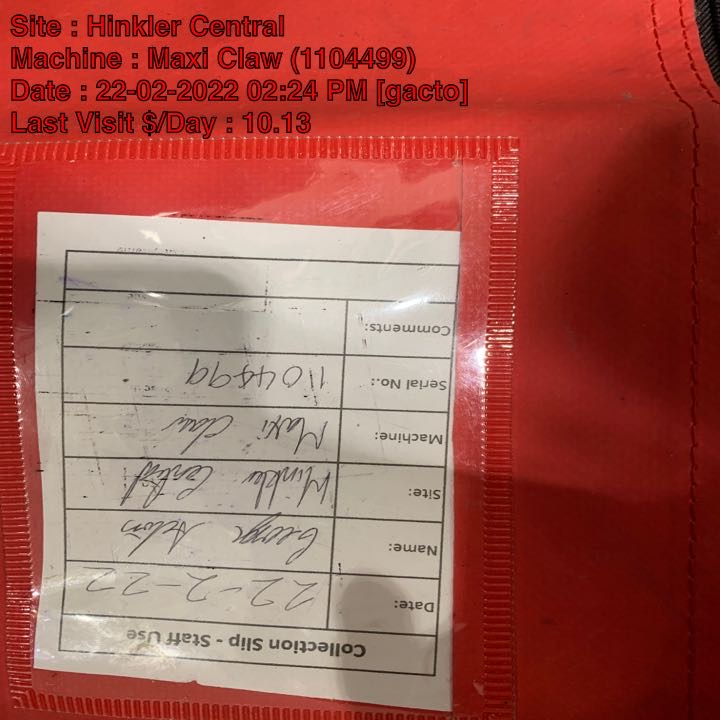 Site : Hinkler Central
Machine : Maxi Claw (1104499)
Date : 22-02-2022 02:24 PM [gacto]
Last Visit $/Day : 10.13
Collection Slip - Staff Use
Date: 22-2-22
Name: George
Site: Hinkler Central
Machine: Maxi Claw
Serial No.: 1104499
Comments: